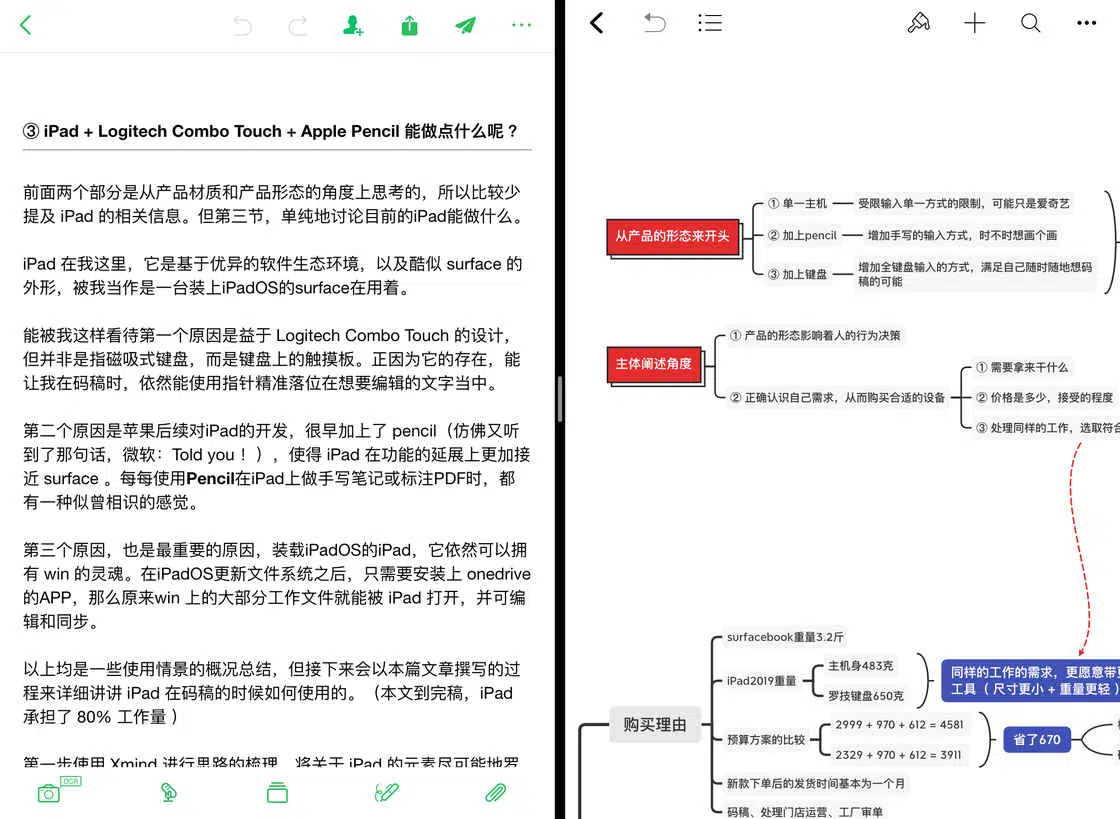 ③ iPad + Logitech Combo Touch + Apple Pencil 能做点什么呢？
前面两个部分是从产品材质和产品形态的角度上思考的，所以比较少
提及 iPad 的相关信息。但第三节，单纯地讨论目前的iPad能做什么。
iPad 在我这里，它是基于优异的软件生态环境，以及酷似 surface 的
外形，被我当作是一台装上iPadOS的surface在用着。
能被我这样看待第一个原因是益于 Logitech Combo Touch 的设计，
但并非是指磁吸式键盘，而是键盘上的触摸板。正因为它的存在，能
让我在码稿时，依然能使用指针精准落位在想要编辑的文字当中。
第二个原因是苹果后续对iPad的开发，很早加上了 pencil（仿佛又听
到了那句话，微软：Told you！），使得 iPad 在功能的延展上更加接
近 surface 。每每使用Pencil在iPad上做手写笔记或标注PDF时，都
有一种似曾相识的感觉。
第三个原因，也是最重要的原因，装载iPadOS的iPad，它依然可以拥
有 win 的灵魂。在iPadOS更新文件系统之后，只需要安装上 onedrive
的APP，那么原来win 上的大部分工作文件就能被 iPad 打开，并可编
辑和同步。
以上均是一些使用情景的概况总结，但接下来会以本篇文章撰写的过
程来详细讲讲 iPad 在码稿的时候如何使用的。（本文到完稿，iPad
承担了 80% 工作量 ）
第一步使用 Xmind 进行思路的梳理，将关于 iPad 的元素尽可能地罗
OCR
从产品的形态来开头
① 单一主机
受限输入单一方式的限制，可能只是爱奇艺
② 加上pencil
增加手写的输入方式，时不时想画个画
③ 加上键盘
增加全键盘输入的方式，满足自己随时随地想码
稿的可能
主体阐述角度
① 产品的形态影响着人的行为决策
② 正确认识自己需求，从而购买合适的设备
① 需要拿来干什么
② 价格是多少，接受的程度
③ 处理同样的工作，选取符合
购买理由
surfacebook重量3.2斤
iPad2019重量
主机身483克
罗技键盘650克
同样的工作的需求，更愿意带
工具（ 尺寸更小 + 重量更轻 ）
预算方案的比较
2999 + 970 + 612 = 4581
2329 + 970 + 612 = 3911
省了670
新款下单后的发货时间基本为一个月
码稿、处理门店运营、工厂审单